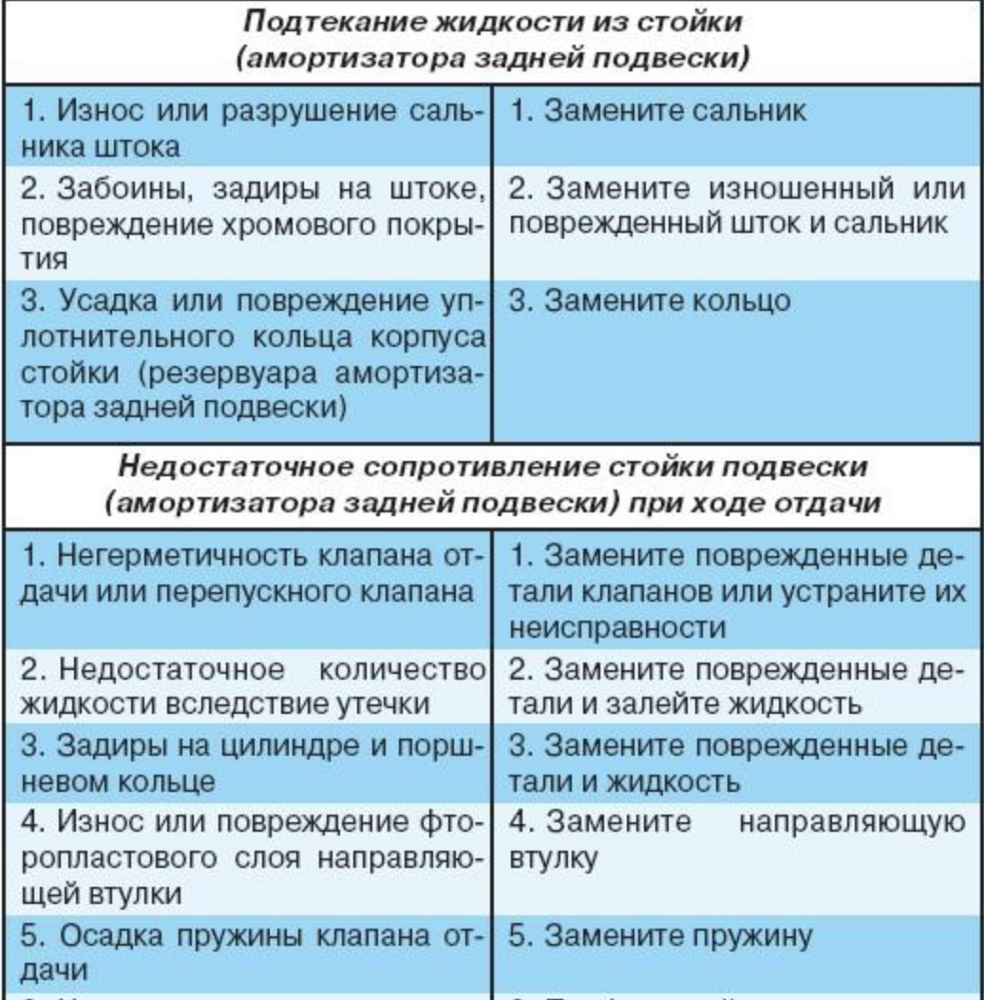 Подтекание жидкости из стойки
(амортизатора задней подвески)
1. Износ или разрушение саль-
ника штока
1. Замените сальник
2. Забоины, задиры на штоке,
повреждение хромового покры-
тия
2. Замените изношенный или
поврежденный шток и сальник
3. Усадка или повреждение уп-
лотнительного кольца корпуса
стойки (резервуара амортиза-
тора задней подвески)
3. Замените кольцо
Недостаточное сопротивление стойки подвески
(амортизатора задней подвески) при ходе отдачи
1. Негерметичность клапана от-
дачи или перепускного клапана
1. Замените поврежденные де-
тали клапанов или устраните их
неисправности
2. Недостаточное количество
жидкости вследствие утечки
2. Замените поврежденные де-
тали и залейте жидкость
3. Задиры на цилиндре и порш-
невом кольце
3. Замените поврежденные де-
тали и жидкость
4. Износ или повреждение фто-
ропластового слоя направляю-
щей втулки
4. Замените направляющую
втулку
5. Осадка пружины клапана от-
дачи
5. Замените пружину